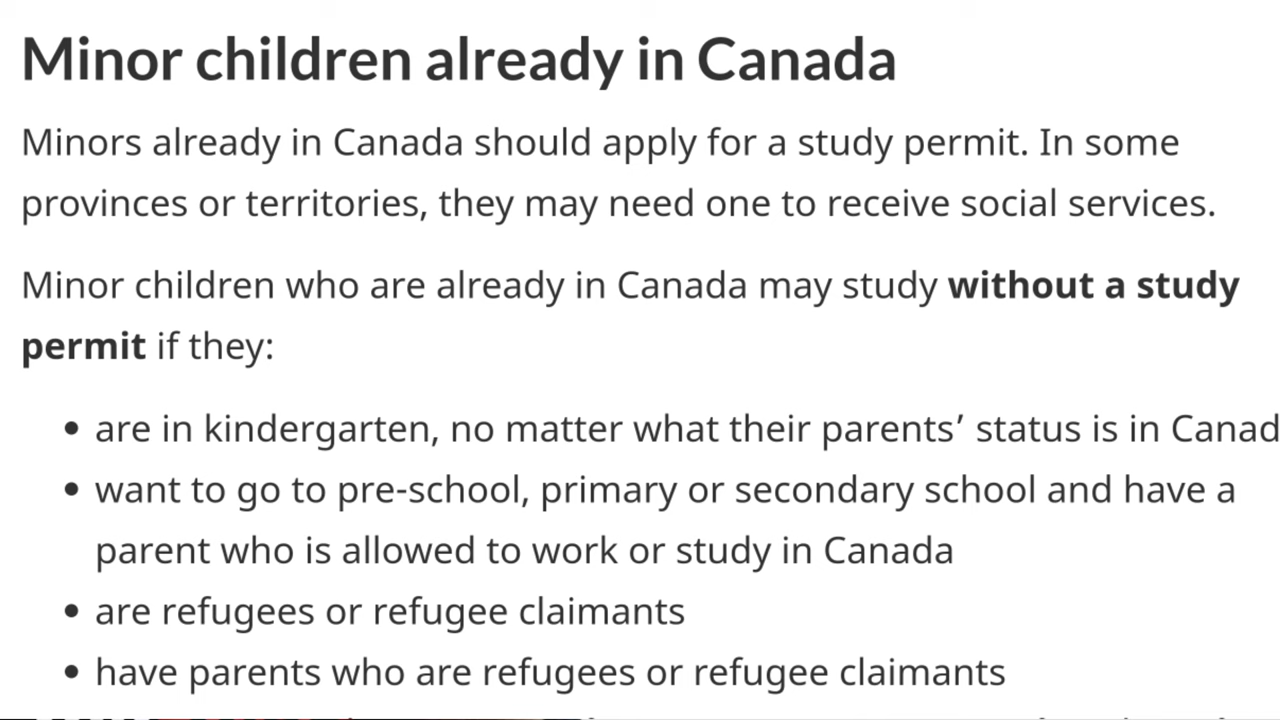 Minor children already in Canada
Minors already in Canada should apply for a study permit. In some
provinces or territories, they may need one to receive social services.
Minor children who are already in Canada may study without a study
permit if they:
• are in kindergarten, no matter what their parents’ status is in Canad
• want to go to pre-school, primary or secondary school and have a
parent who is allowed to work or study in Canada
• are refugees or refugee claimants
• have parents who are refugees or refugee claimants